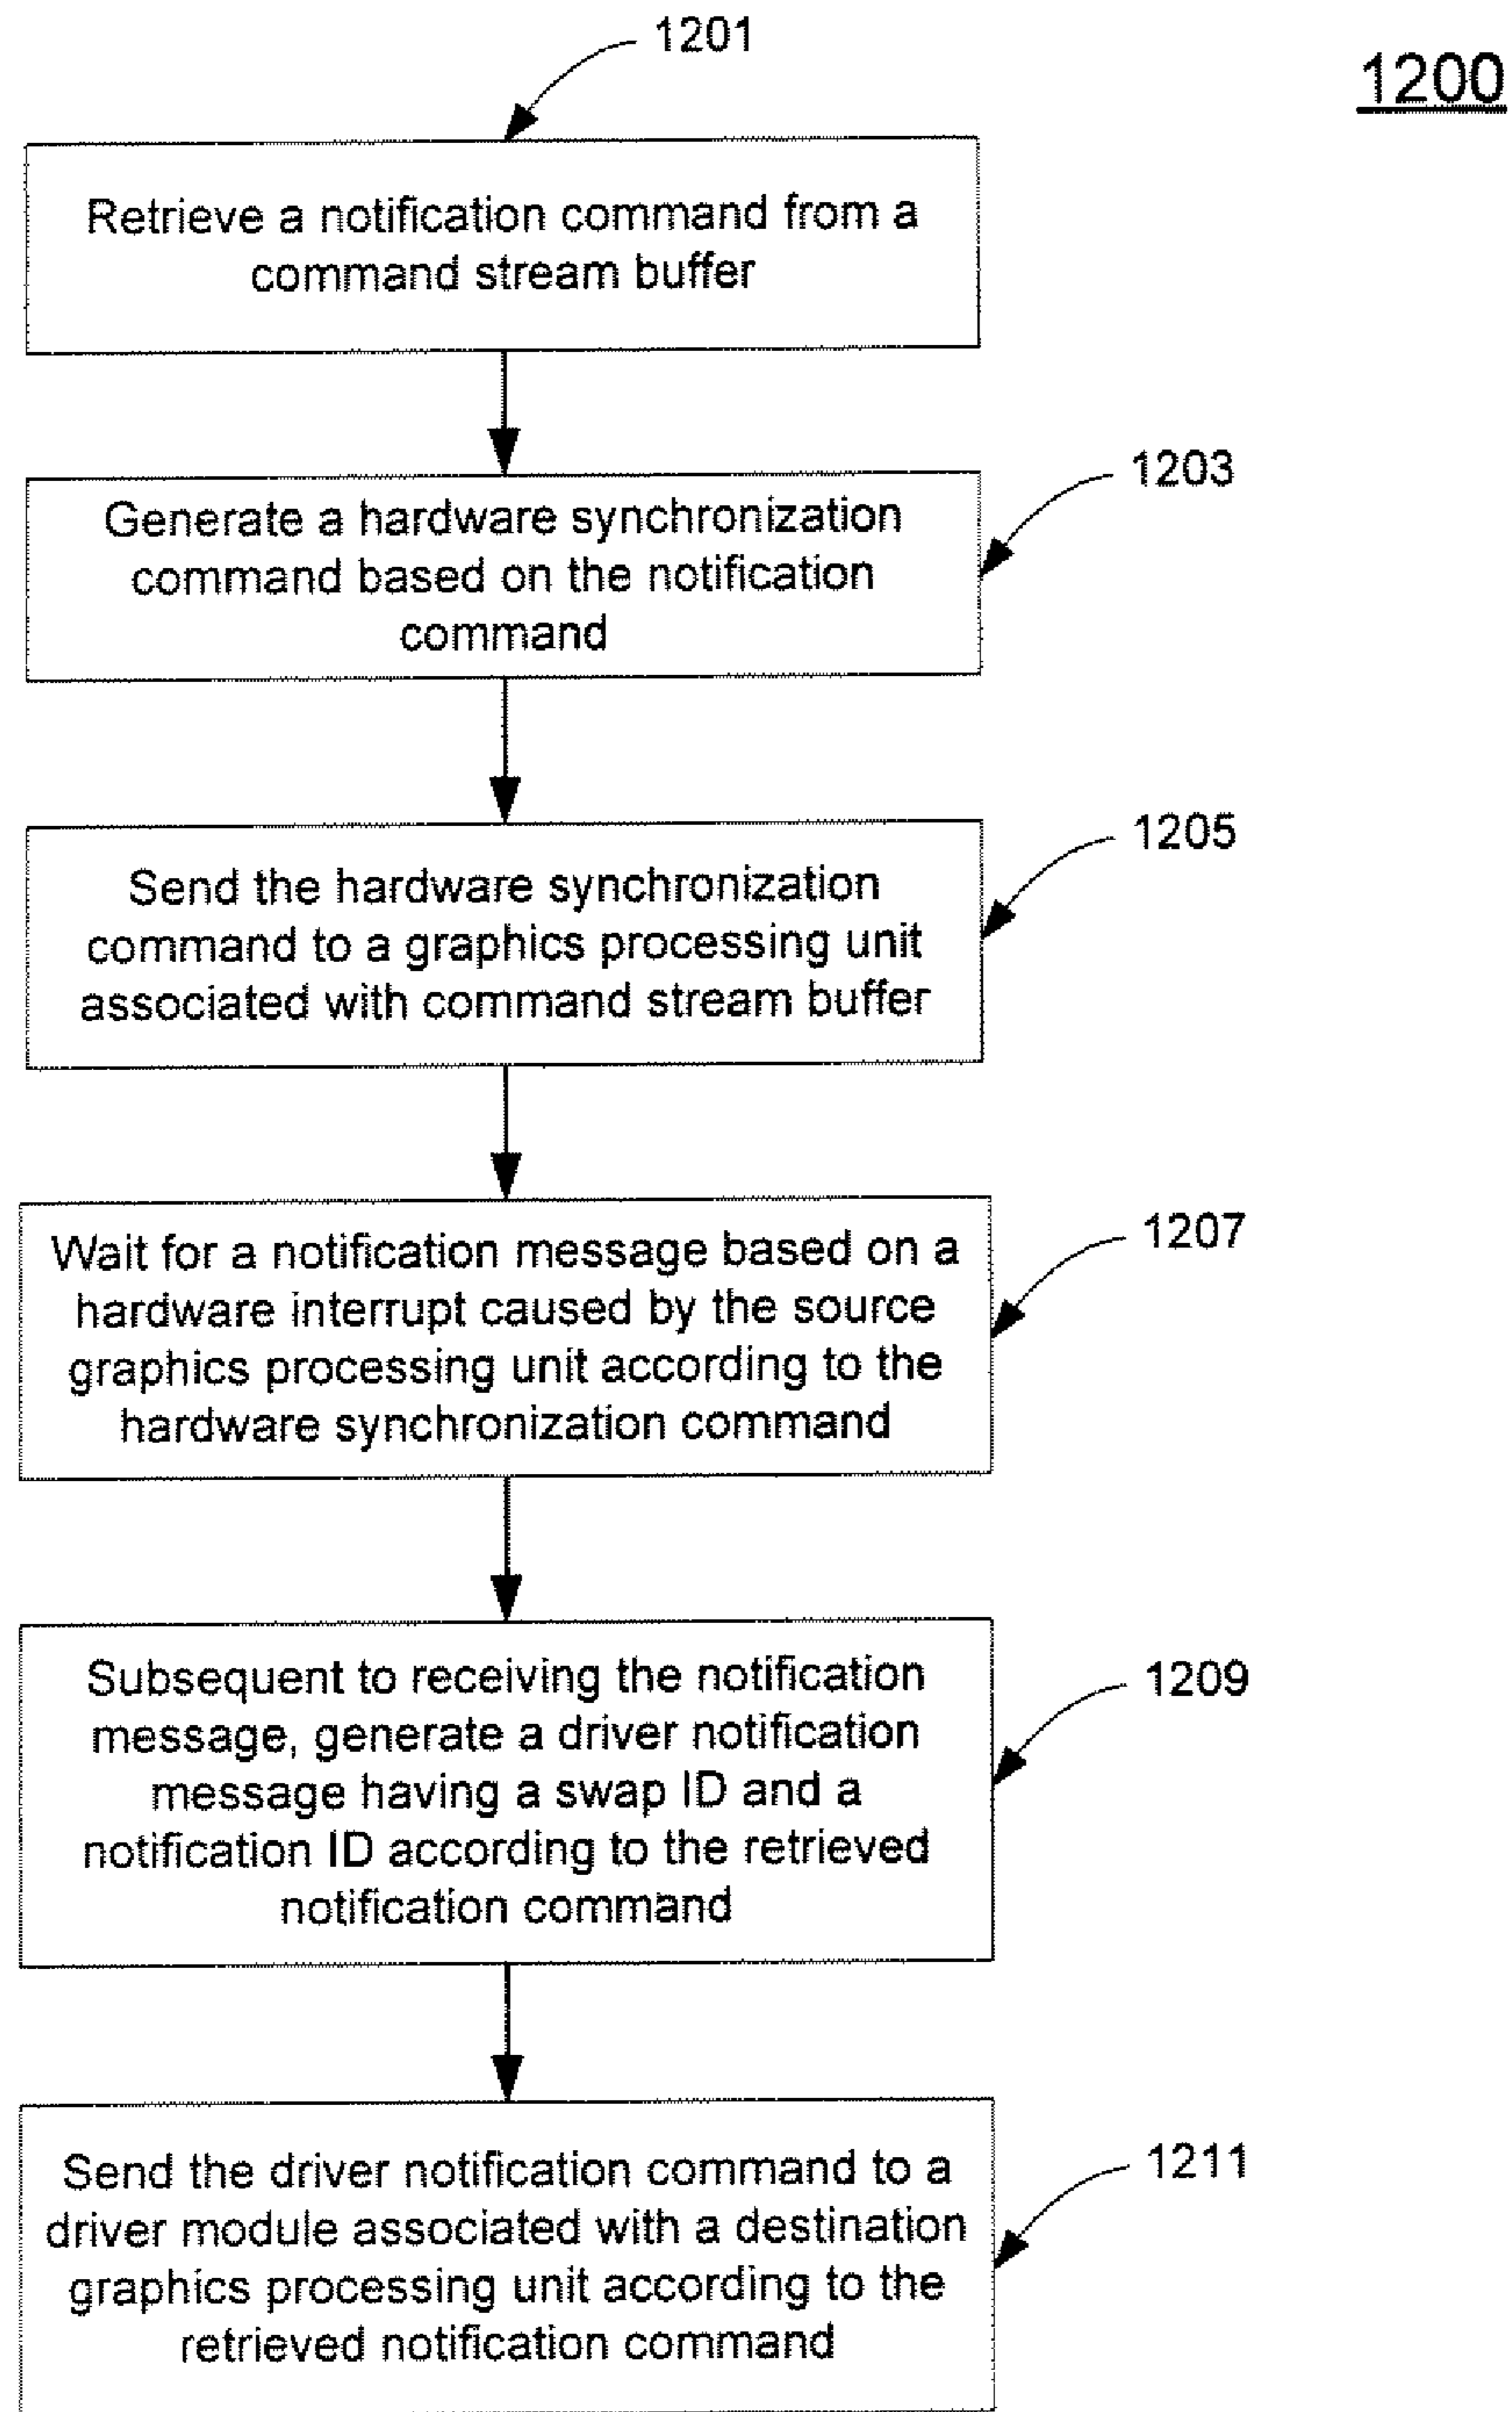 1201
1200
Retrieve a notification command from a
command stream buffer
1203
Generate a hardware synchronization
command based on the notification
command
1205
Send the hardware synchronization
command to a graphics processing unit
associated with command stream buffer
1207
Wait for a notification message based on a
hardware interrupt caused by the source
graphics processing unit according to the
hardware synchronization command
1209
Subsequent to receiving the notification
message, generate a driver notification
message having a swap ID and a
notification ID according to the retrieved
notification command
1211
Send the driver notification command to a
driver module associated with a destination
graphics processing unit according to the
retrieved notification command